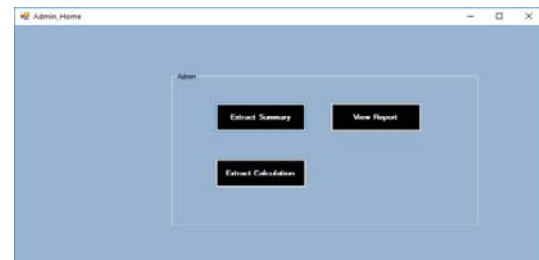 Admin_Home
Admin
Extract Summary
View Report
Extract Calculation